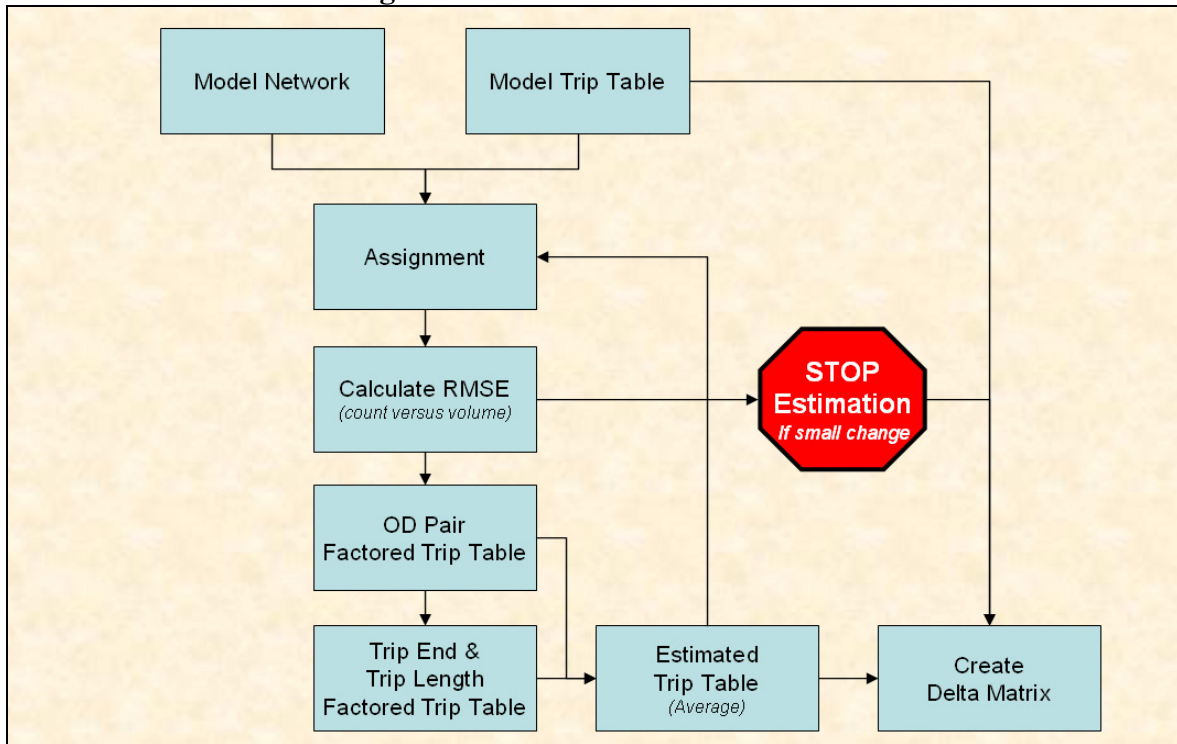 Model Network
Model Trip Table
Assignment
Calculate RMSE
(count versus volume)
STOP
Estimation
If small change
OD Pair
Factored Trip Table
Trip End &
Trip Length
Factored Trip Table
Estimated
Trip Table
(Average)
Create
Delta Matrix